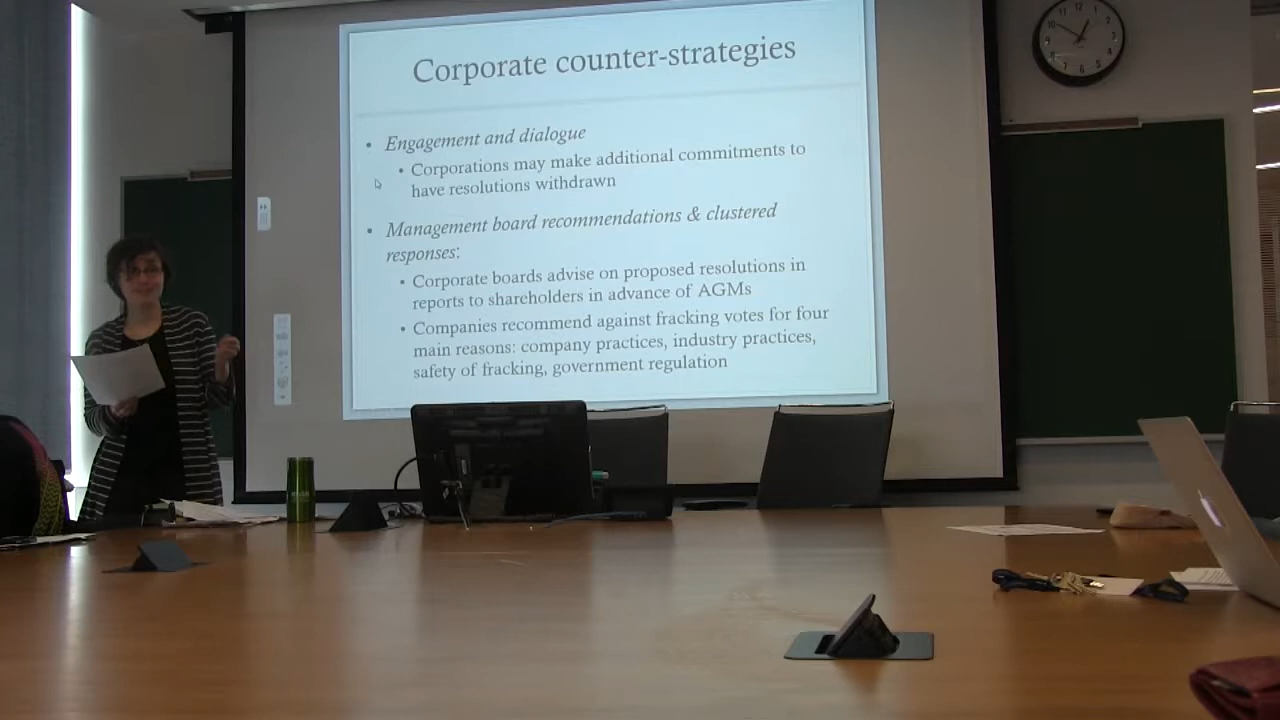 Corporate counter-strategies
• Engagement and dialogue
• Corporations may make additional commitments to
have resolutions withdrawn
• Management board recommendations & clustered
responses:
• Corporate boards advise on proposed resolutions in
reports to shareholders in advance of AGMs
• Companies recommend against fracking votes for four
main reasons: company practices, industry practices,
safety of fracking, government regulation